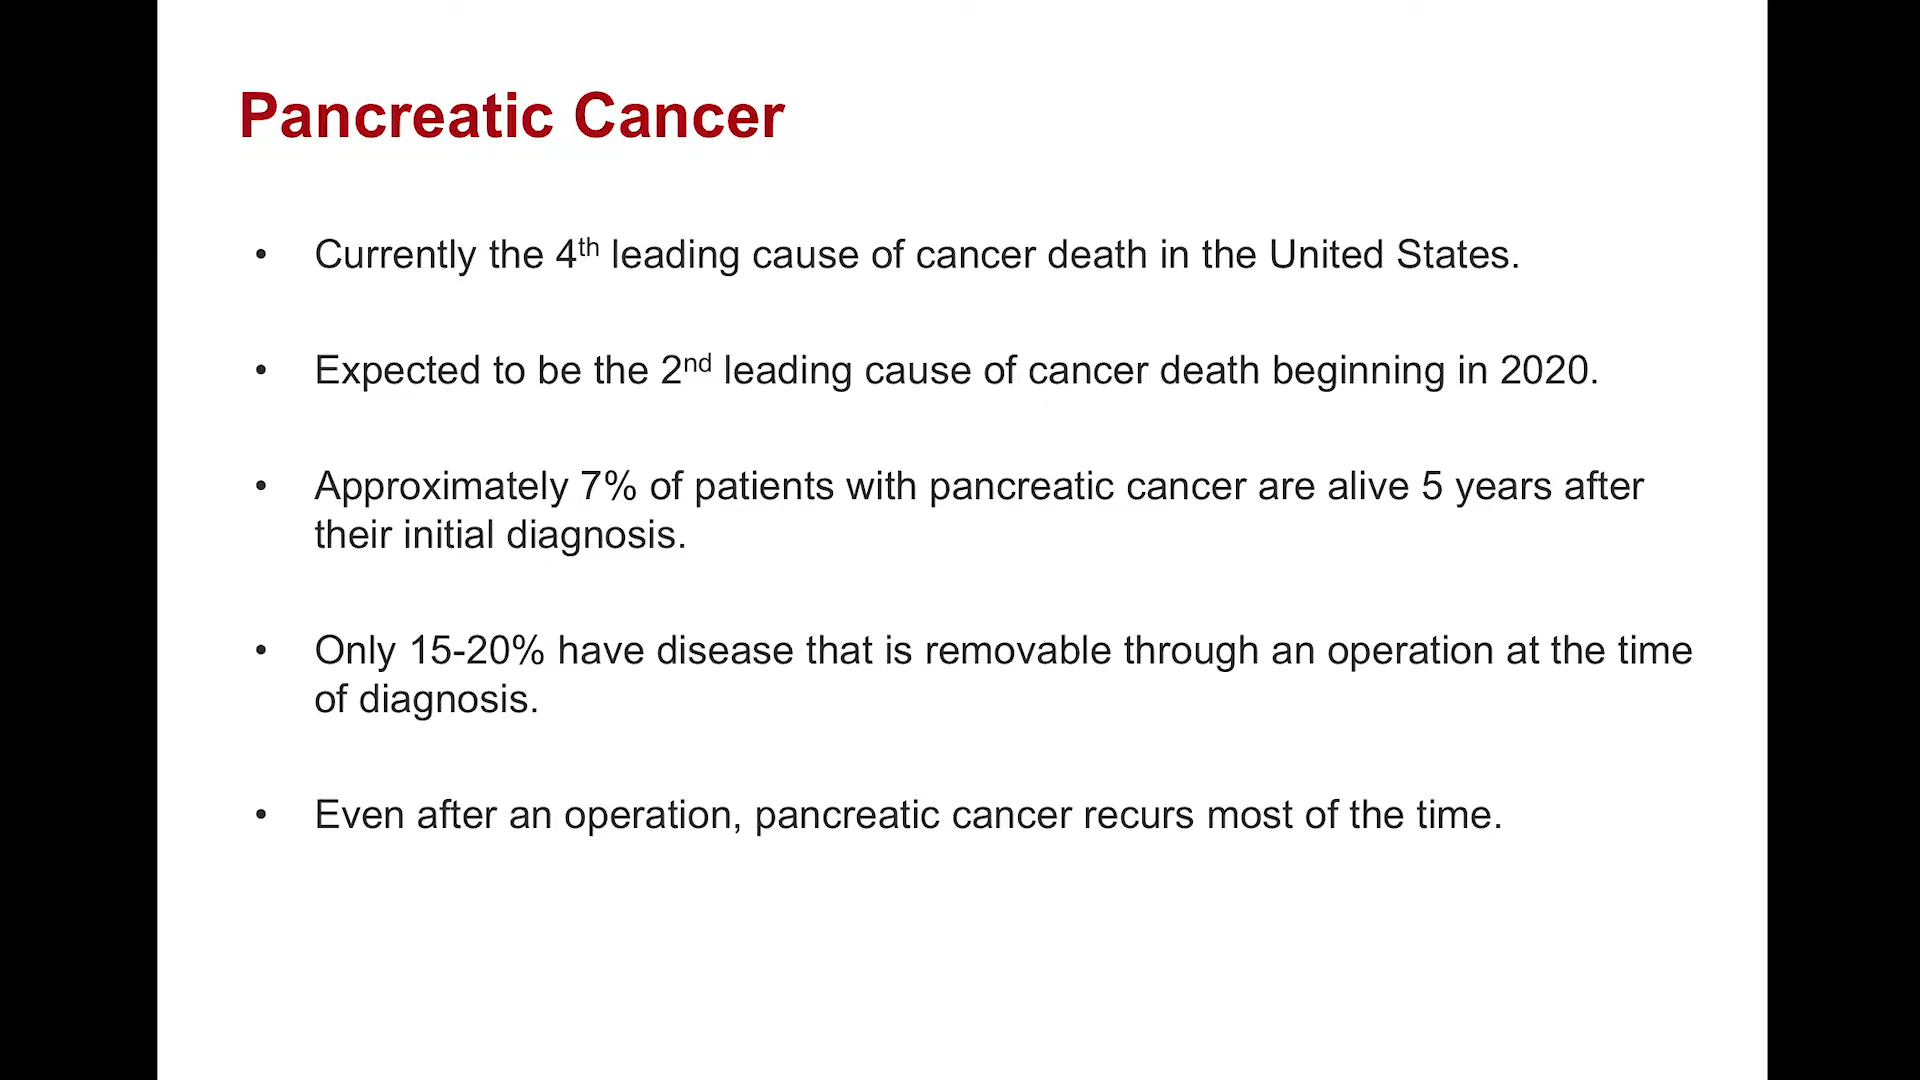 Pancreatic Cancer
• Currently the 4th leading cause of cancer death in the United States.
• Expected to be the 2nd leading cause of cancer death beginning in 2020.
• Approximately 7% of patients with pancreatic cancer are alive 5 years after
their initial diagnosis.
• Only 15-20% have disease that is removable through an operation at the time
of diagnosis.
• Even after an operation, pancreatic cancer recurs most of the time.